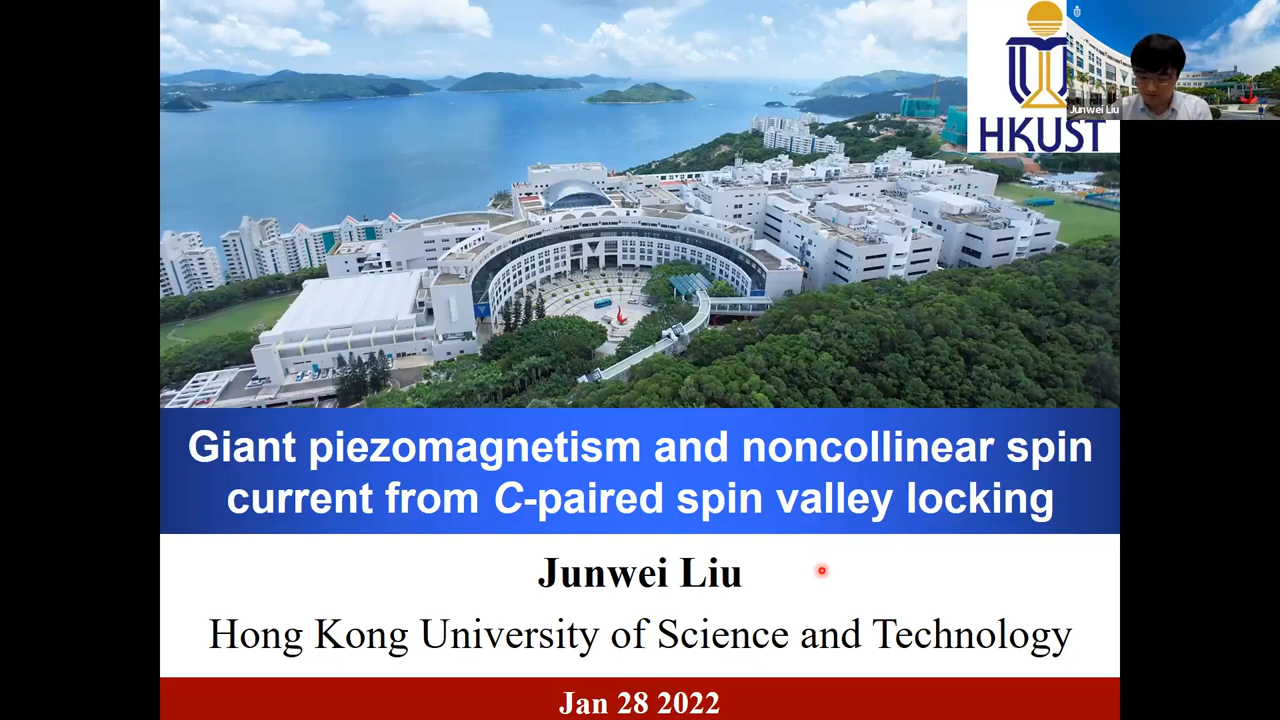 HKUST
Junwei Liu
Giant piezomagnetism and noncollinear spin
current from C-paired spin valley locking
Junwei Liu
Hong Kong University of Science and Technology
Jan 28 2022